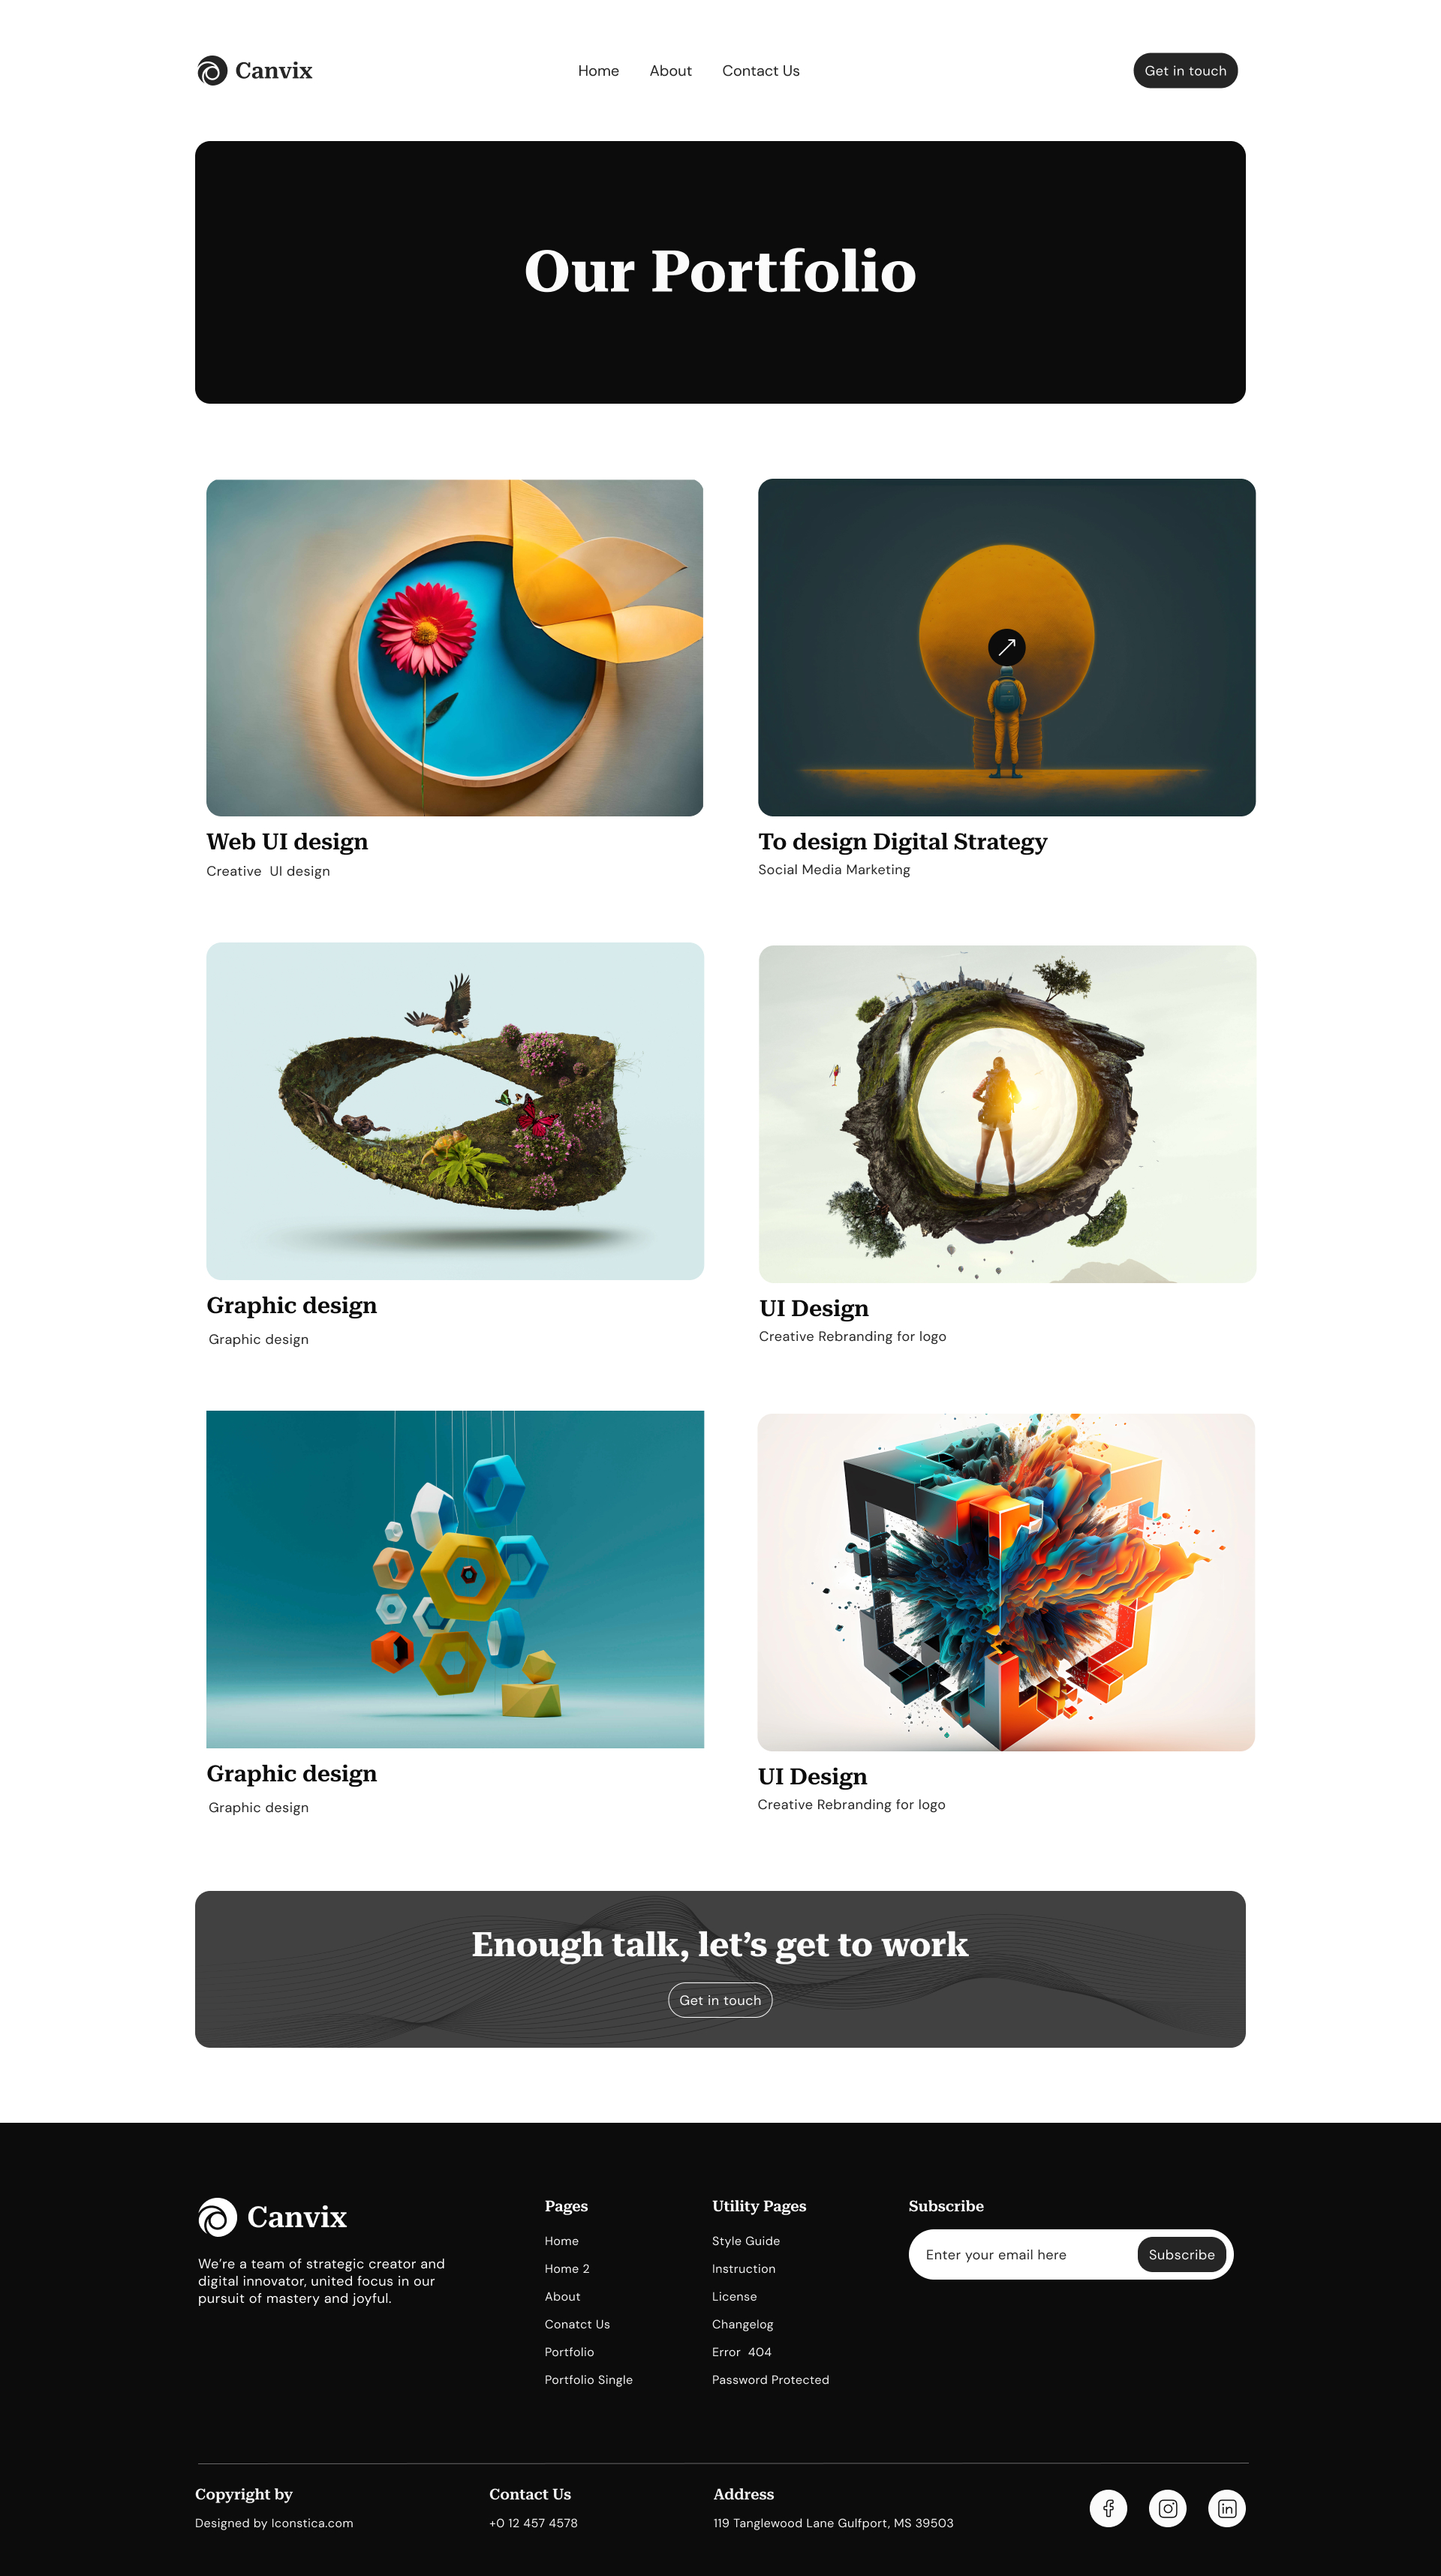 Canvix
Home About Contact Us
Get in touch
Our Portfolio
Web UI design
Creative UI design
To design Digital Strategy
Social Media Marketing
Graphic design
Graphic design
UI Design
Creative Rebranding for logo
Graphic design
Graphic design
UI Design
Creative Rebranding for logo
Enough talk, let’s get to work
Get in touch
Canvix
We’re a team of strategic creator and
digital innovator, united focus in our
pursuit of mastery and joyful.
Pages
Home
Home 2
About
Conatct Us
Portfolio
Portfolio Single
Utility Pages
Style Guide
Instruction
License
Changelog
Error 404
Password Protected
Subscribe
Enter your email here
Subscribe
Copyright by
Designed by Iconstica.com
Contact Us
+0 12 457 4578
Address
119 Tanglewood Lane Gulfport, MS 39503